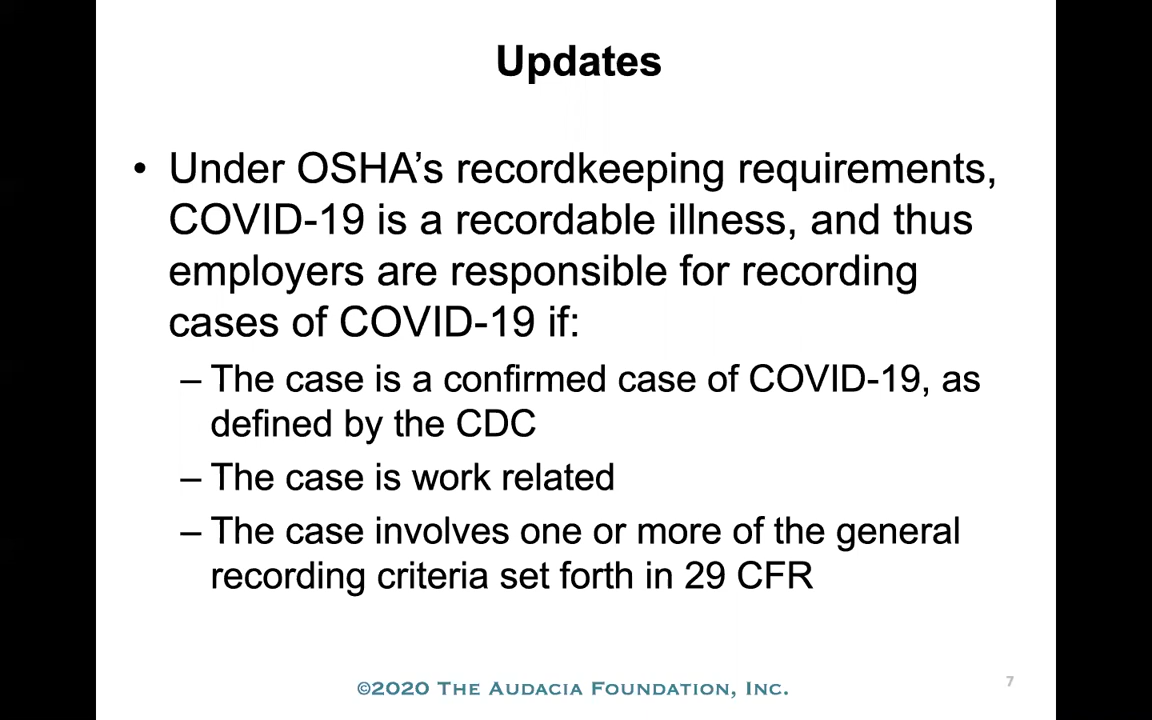 Updates
• Under OSHA’s recordkeeping requirements,
COVID-19 is a recordable illness, and thus
employers are responsible for recording
cases of COVID-19 if:
– The case is a confirmed case of COVID-19, as
defined by the CDC
– The case is work related
– The case involves one or more of the general
recording criteria set forth in 29 CFR
©2020 The Audacia Foundation, Inc.
7